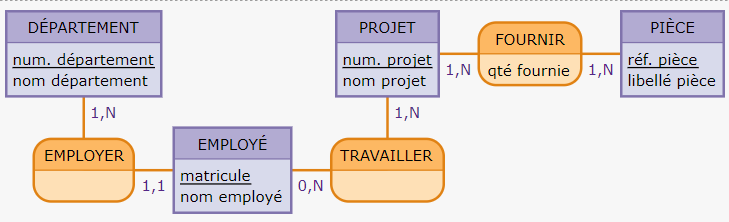 DÉPARTEMENT
num. département
nom département
PROJET
num. projet
nom projet
FOURNIR
qté fournie
PIÈCE
réf. pièce
libellé pièce
1,N
1,N
1,N
1,N
EMPLOYER
1,1
EMPLOYÉ
matricule
nom employé
0,N
TRAVAILLER